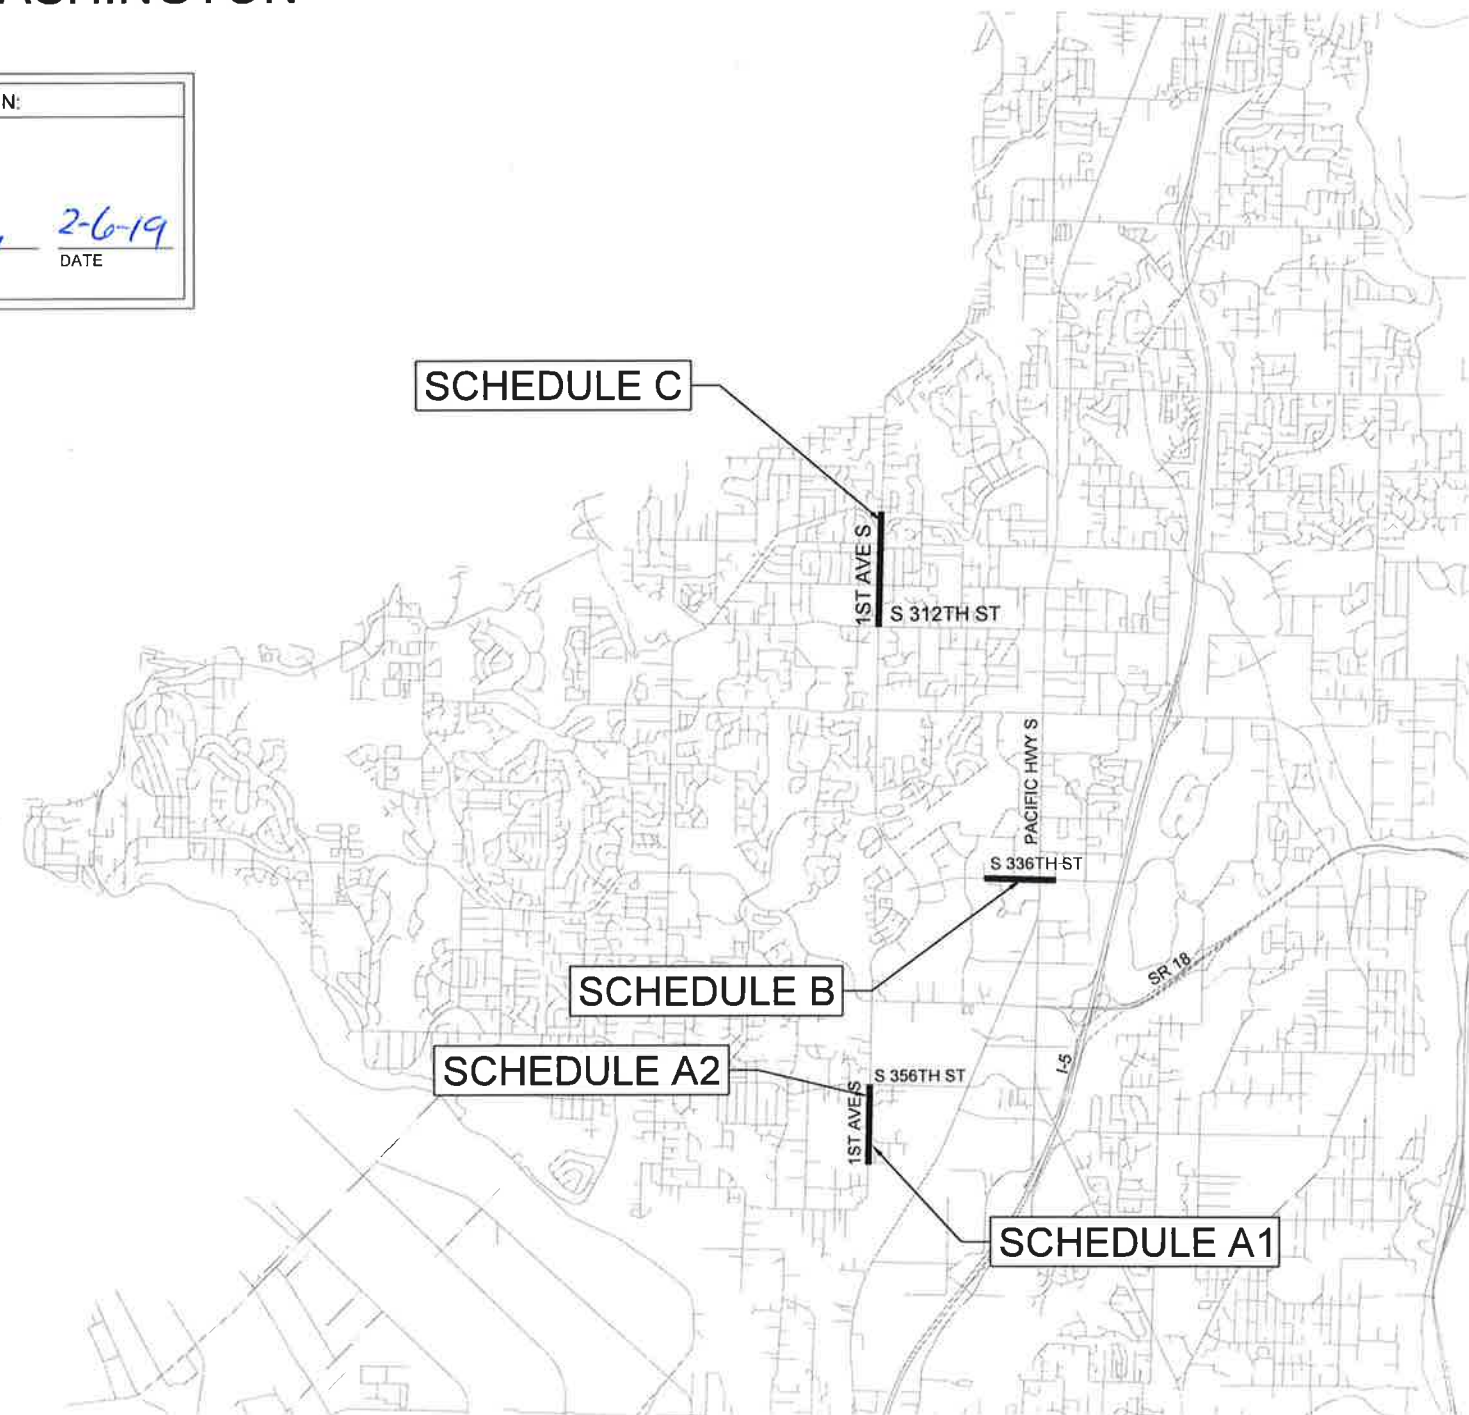 N:
2-6-19
DATE
SCHEDULE C
1ST AVE S
S 312TH ST
PACIFIC HWY S
S 336TH ST
SR 18
SCHEDULE B
I-5
SCHEDULE A2
S 356TH ST
1ST AVE S
SCHEDULE A1